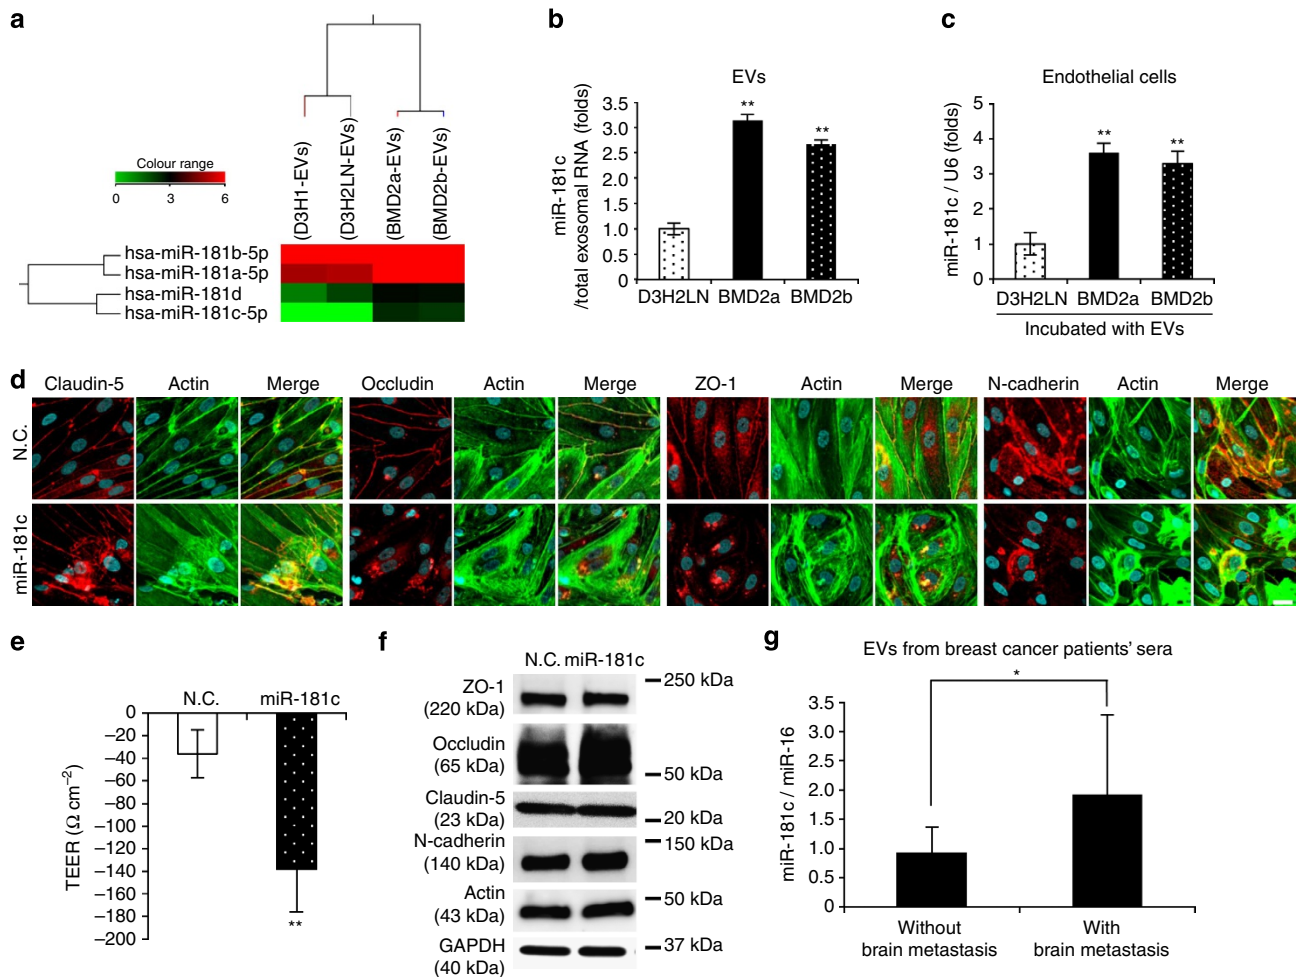 a
Colour range
0 3 6
(D3H1-EVs)
(D3H2LN-EVs)
(BMD2a-EVs)
(BMD2b-EVs)
hsa-miR-181b-5p
hsa-miR-181a-5p
hsa-miR-181d
hsa-miR-181c-5p
b
EVs
miR-181c
/total exosomal RNA (folds)
3.5
3.0
2.5
2.0
1.5
1.0
0.5
0
**
**
D3H2LN BMD2a BMD2b
c
Endothelial cells
miR-181c / U6 (folds)
5
4
3
2
1
0
**
**
D3H2LN BMD2a BMD2b
Incubated with EVs
d
Claudin-5 Actin Merge Occludin Actin Merge ZO-1 Actin Merge N-cadherin Actin Merge
N.C.
miR-181c
e
N.C. miR-181c
TEER (Ω cm⁻²)
0
−20
−40
−60
−80
−100
−120
−140
−160
−180
−200
**
f
N.C. miR-181c
ZO-1
(220 kDa)
250 kDa
Occludin
(65 kDa)
50 kDa
Claudin-5
(23 kDa)
20 kDa
N-cadherin
(140 kDa)
150 kDa
Actin
(43 kDa)
50 kDa
GAPDH
(40 kDa)
37 kDa
g
EVs from breast cancer patients' sera
*
miR-181c / miR-16
3.5
3.0
2.5
2.0
1.5
1.0
0.5
0
Without
brain metastasis
With
brain metastasis